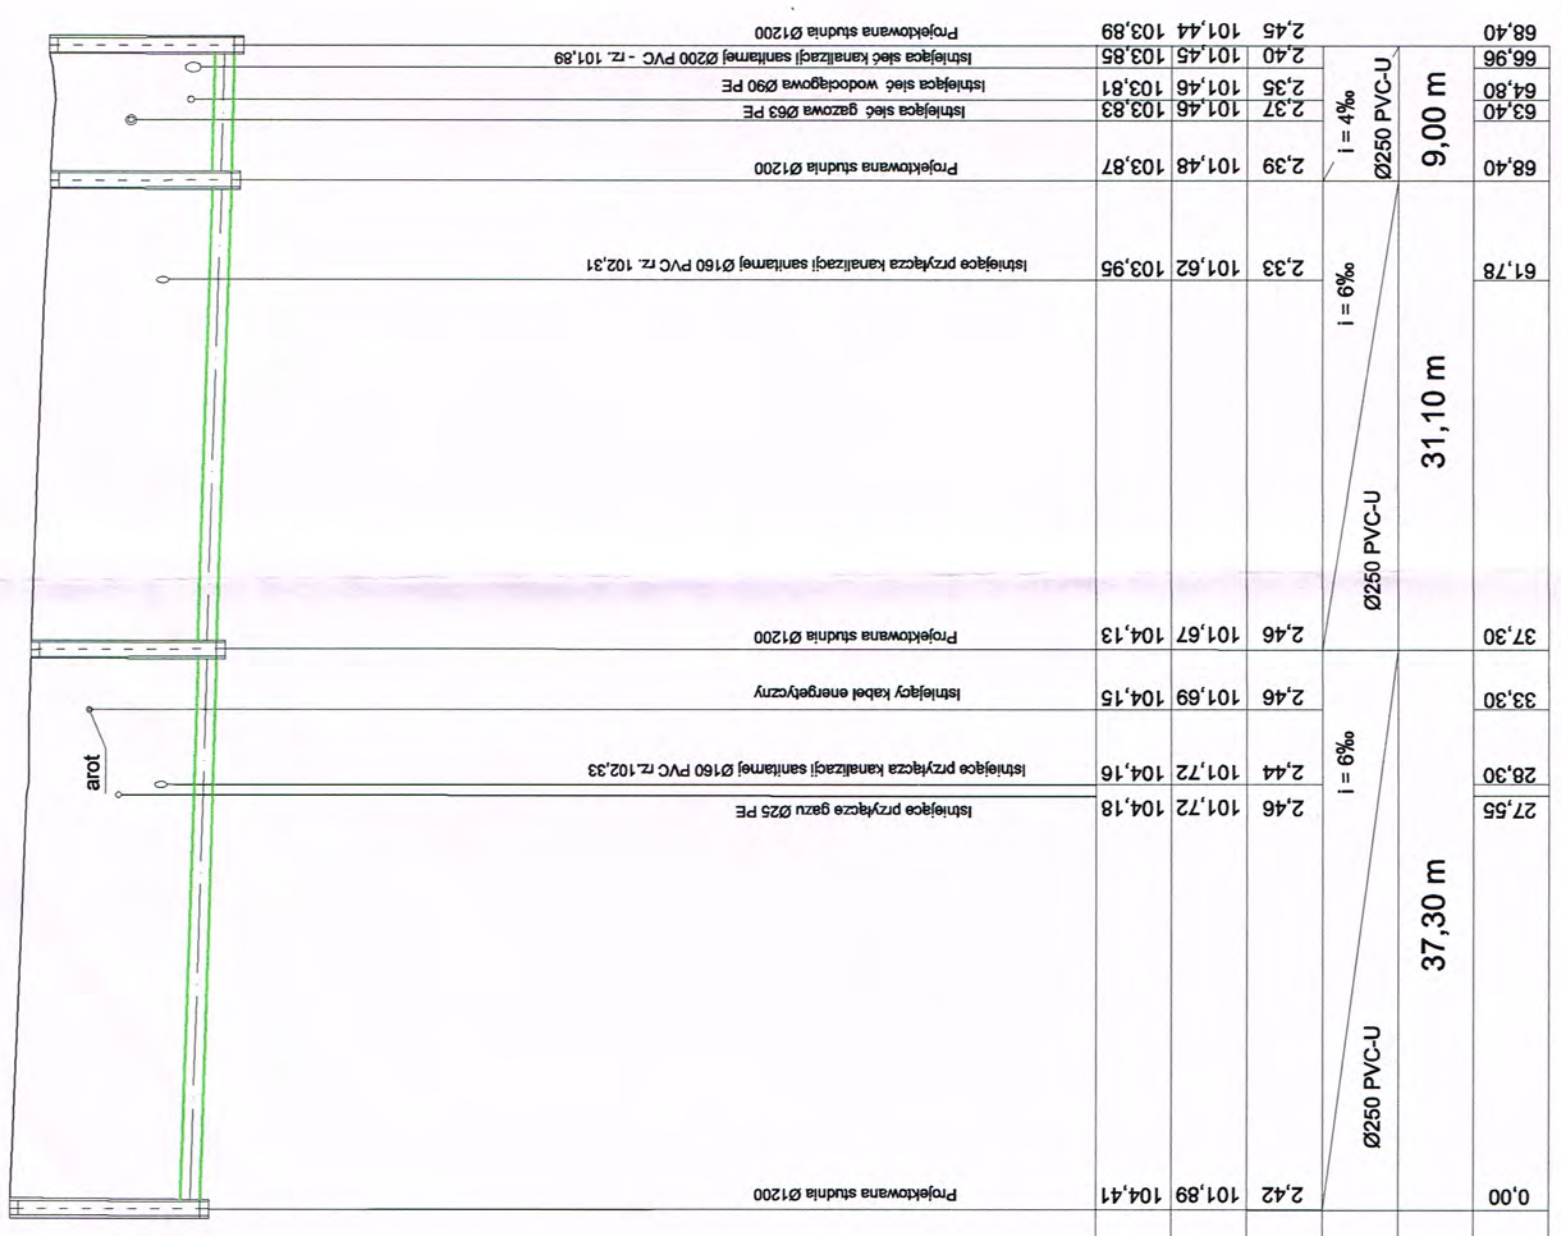 Projektowana studnia Ø1200 103,89 101,44 2,45 68,40
Istniejąca sieć kanalizacji sanitarnej Ø200 PVC - rz. 101,89 103,85 101,45 2,40 66,96
Istniejąca sieć wodociągowa Ø90 PE 103,81 101,46 2,35 64,80
Istniejąca sieć gazowa Ø63 PE 103,83 101,46 2,37 63,40
i = 4‰
Ø250 PVC-U
9,00 m
Projektowana studnia Ø1200 103,87 101,48 2,39 68,40
Istniejące przyłącza kanalizacji sanitarnej Ø160 PVC rz. 102,31 103,95 101,62 2,33 61,78
i = 6‰
31,10 m
Ø250 PVC-U
Projektowana studnia Ø1200 104,13 101,67 2,46 37,30
Istniejący kabel energetyczny 104,15 101,69 2,46 33,30
arot
Istniejące przyłącza kanalizacji sanitarnej Ø160 PVC rz.102,33 104,16 101,72 2,44 28,30
i = 6‰
Istniejące przyłącze gazu Ø25 PE 104,18 101,72 2,46 27,55
37,30 m
Ø250 PVC-U
Projektowana studnia Ø1200 104,41 101,89 2,42 0,00